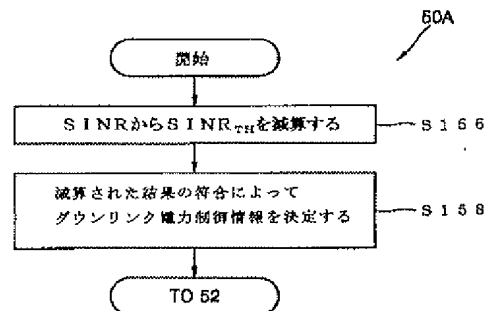 50A
開始
SINRからSINR_THを減算する
S166
減算された結果の符合によって
ダウンリンク電力制御情報を決定する
S158
TO 52